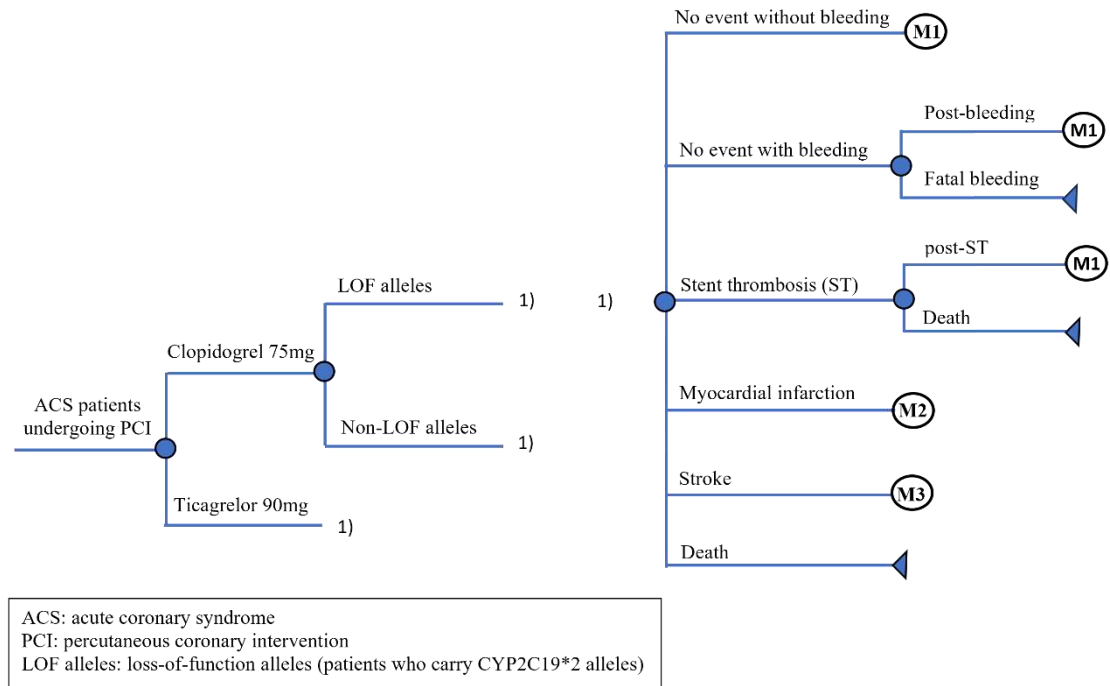 No event without bleeding
M1
Post-bleeding
M1
No event with bleeding
Fatal bleeding
post-ST
M1
LOF alleles
1)
1)
Stent thrombosis (ST)
Death
Clopidogrel 75mg
Myocardial infarction
M2
ACS patients
undergoing PCI
Non-LOF alleles
1)
Stroke
M3
Ticagrelor 90mg
1)
Death
ACS: acute coronary syndrome
PCI: percutaneous coronary intervention
LOF alleles: loss-of-function alleles (patients who carry CYP2C19*2 alleles)